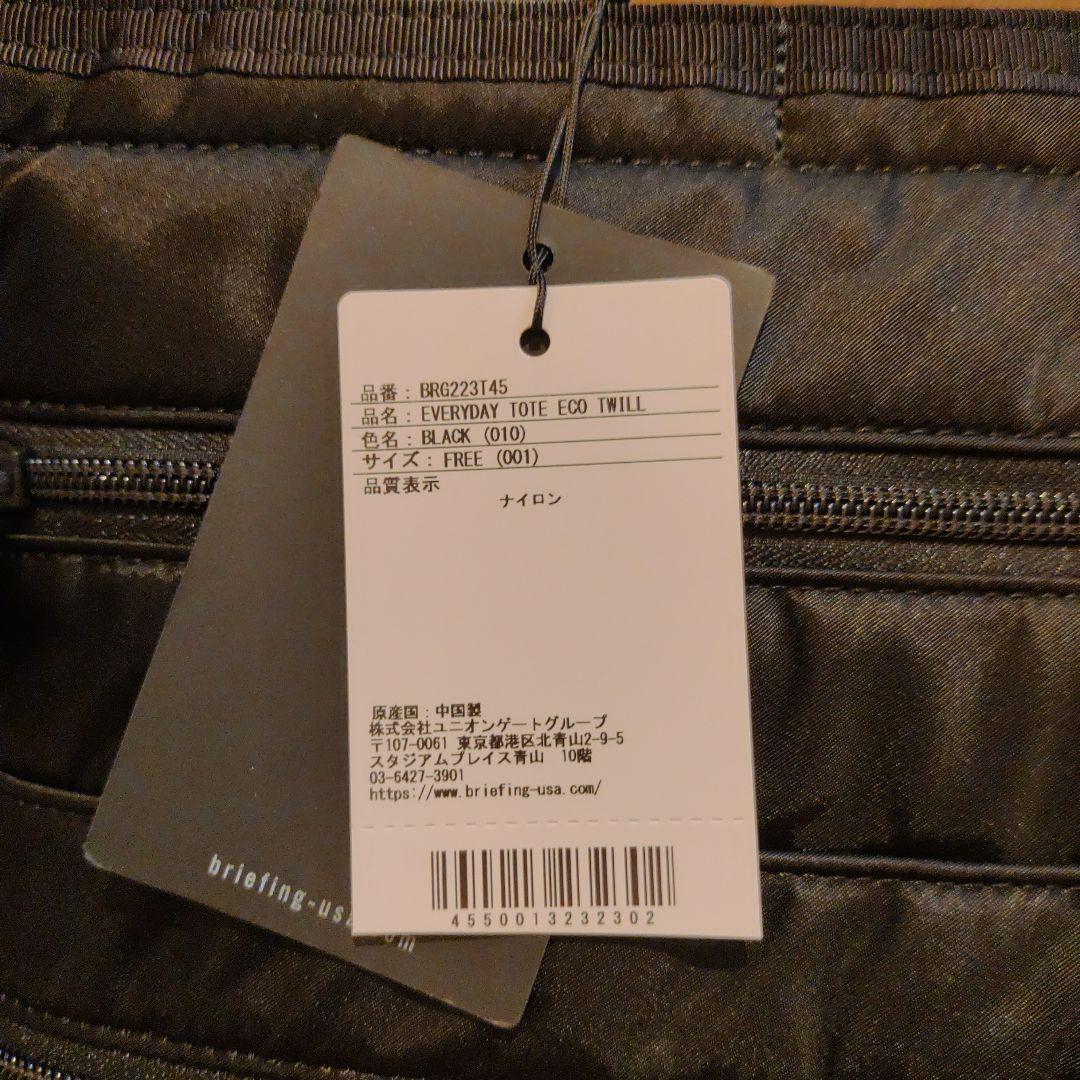 品番：BRG223T45
品名：EVERYDAY TOTE ECO TWILL
色名：BLACK (010)
サイズ：FREE (001)
品質表示
ナイロン
原産国：中国製
株式会社ユニオンゲートグループ
〒107-0061 東京都港区北青山2-9-5
スタジアムプレイス青山 10階
03-6427-3901
https://www.briefing-usa.com/
4550013232302
briefing-usa.com